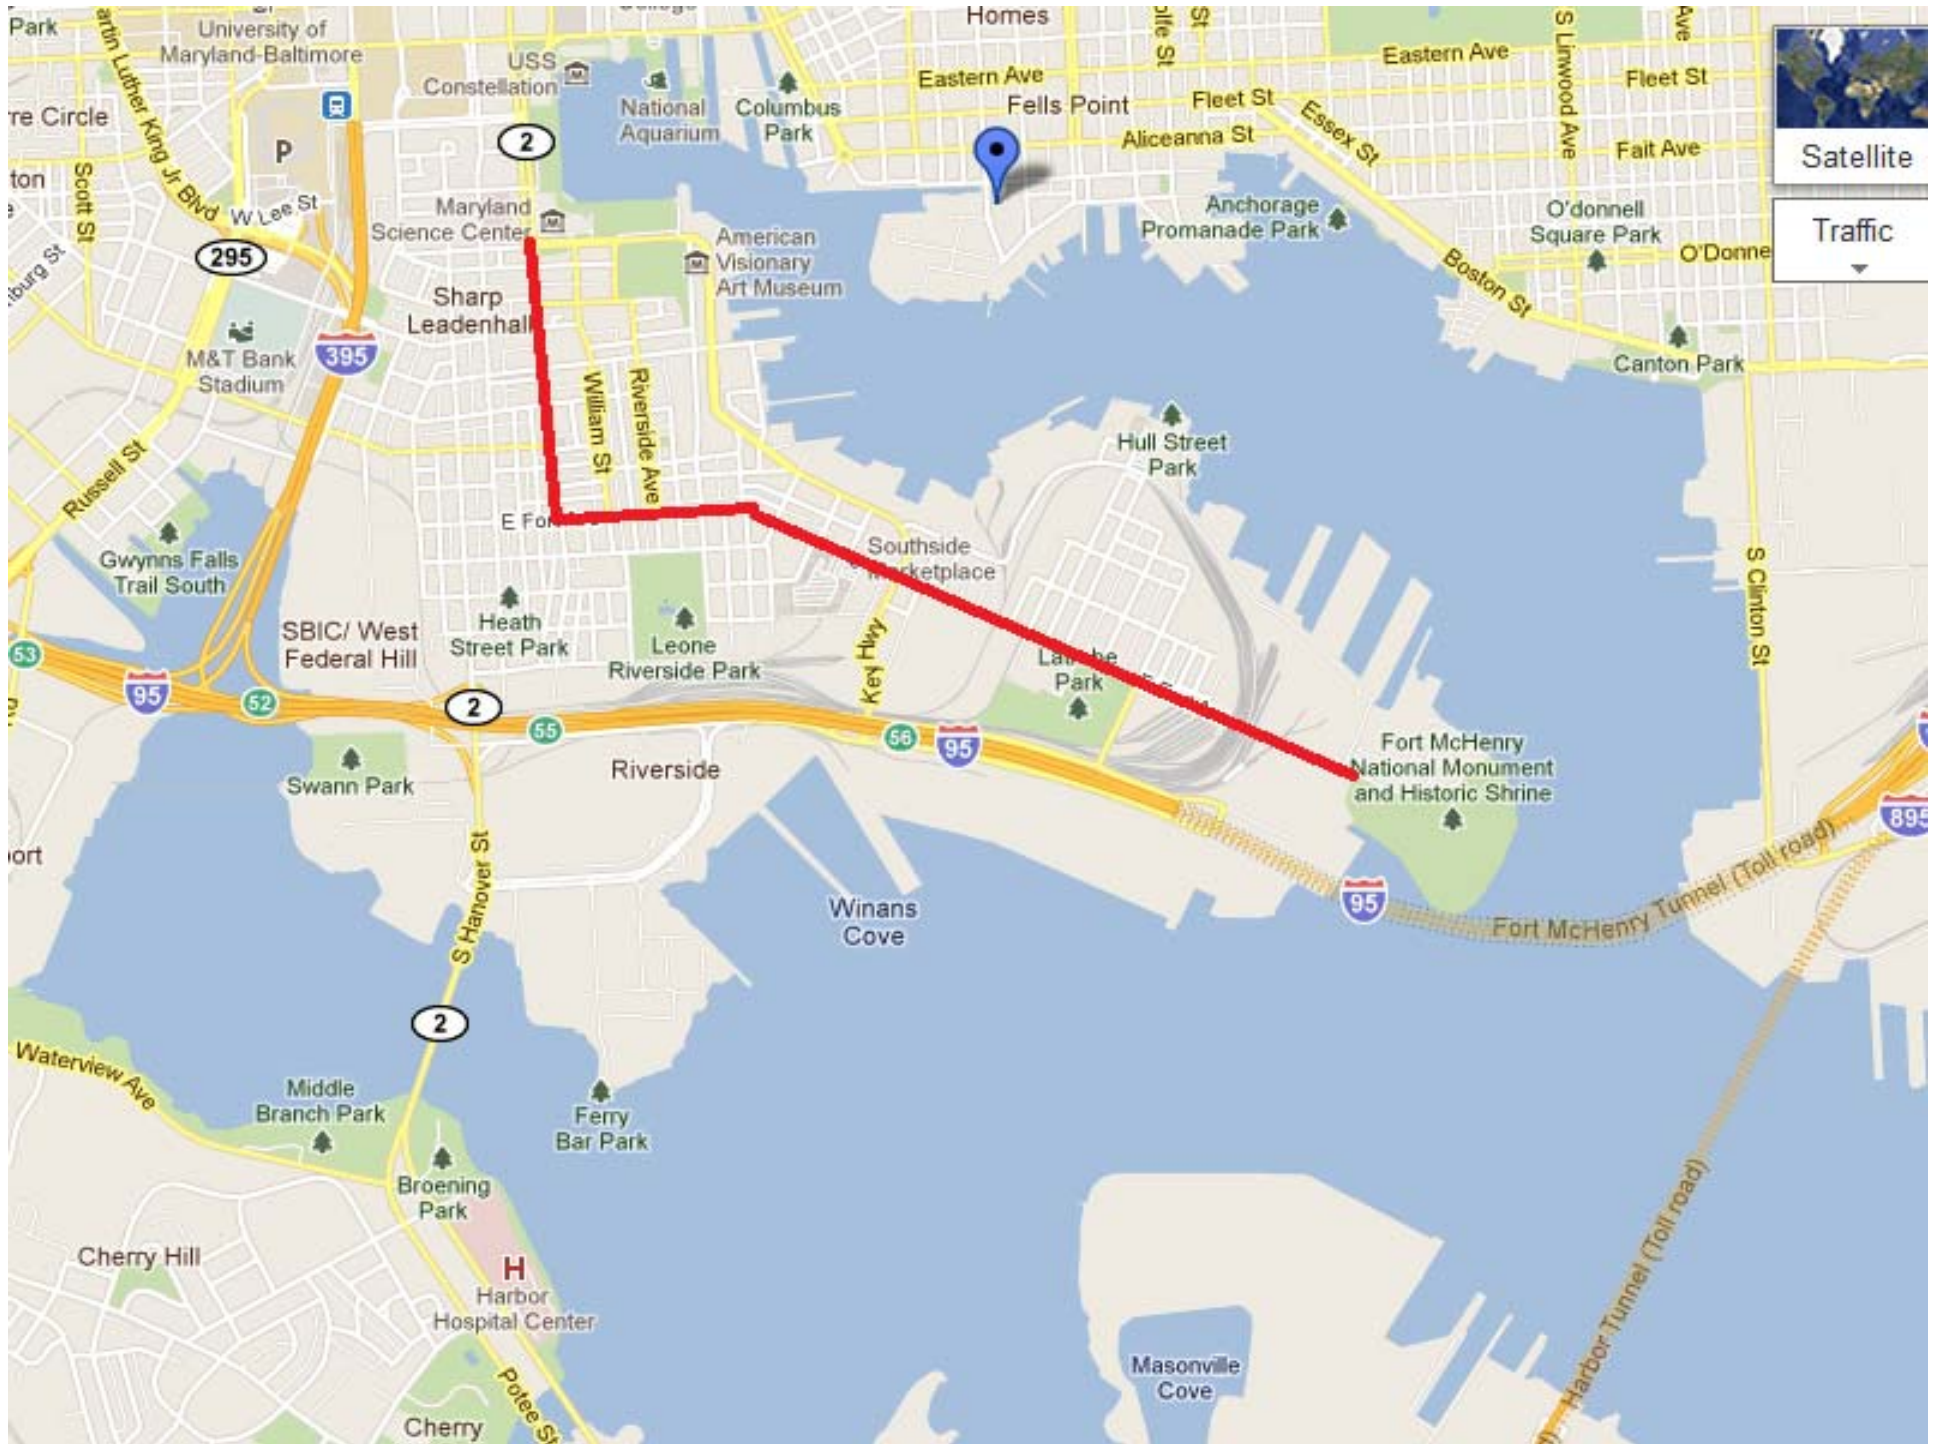 Park
University of
Maryland-Baltimore
Martin Luther King Jr Blvd
USS
Constellation
National
Aquarium
Columbus
Park
Homes
Eastern Ave
Eastern Ave
Fells Point
Fleet St
Fleet St
Aliceanna St
Essex St
S Linwood Ave
Fait Ave
Satellite
Traffic
re Circle
P
2
ton
Scott St
W Lee St
295
Maryland
Science Center
American
Visionary
Art Museum
Anchorage
Promanade Park
O'donnell
Square Park
O'Donne
Boston St
Sharp
Leadenhall
395
M&T Bank
Stadium
William St
Riverside Ave
Canton Park
Hull Street
Park
Russell St
Gwynns Falls
Trail South
E Fort Ave
Southside
Marketplace
S Clinton St
Heath
Street Park
SBIC/ West
Federal Hill
Leone
Riverside Park
Key Hwy
Latrobe
Park
53
95
52
2
55
56
95
Swann Park
Riverside
Fort McHenry
National Monument
and Historic Shrine
895
ort
S Hanover St
Winans
Cove
95
Fort McHenry Tunnel (Toll road)
2
Waterview Ave
Middle
Branch Park
Ferry
Bar Park
Broening
Park
Cherry Hill
H
Harbor
Hospital Center
Harbor Tunnel (Toll road)
Masonville
Cove
Potee St
Cherry